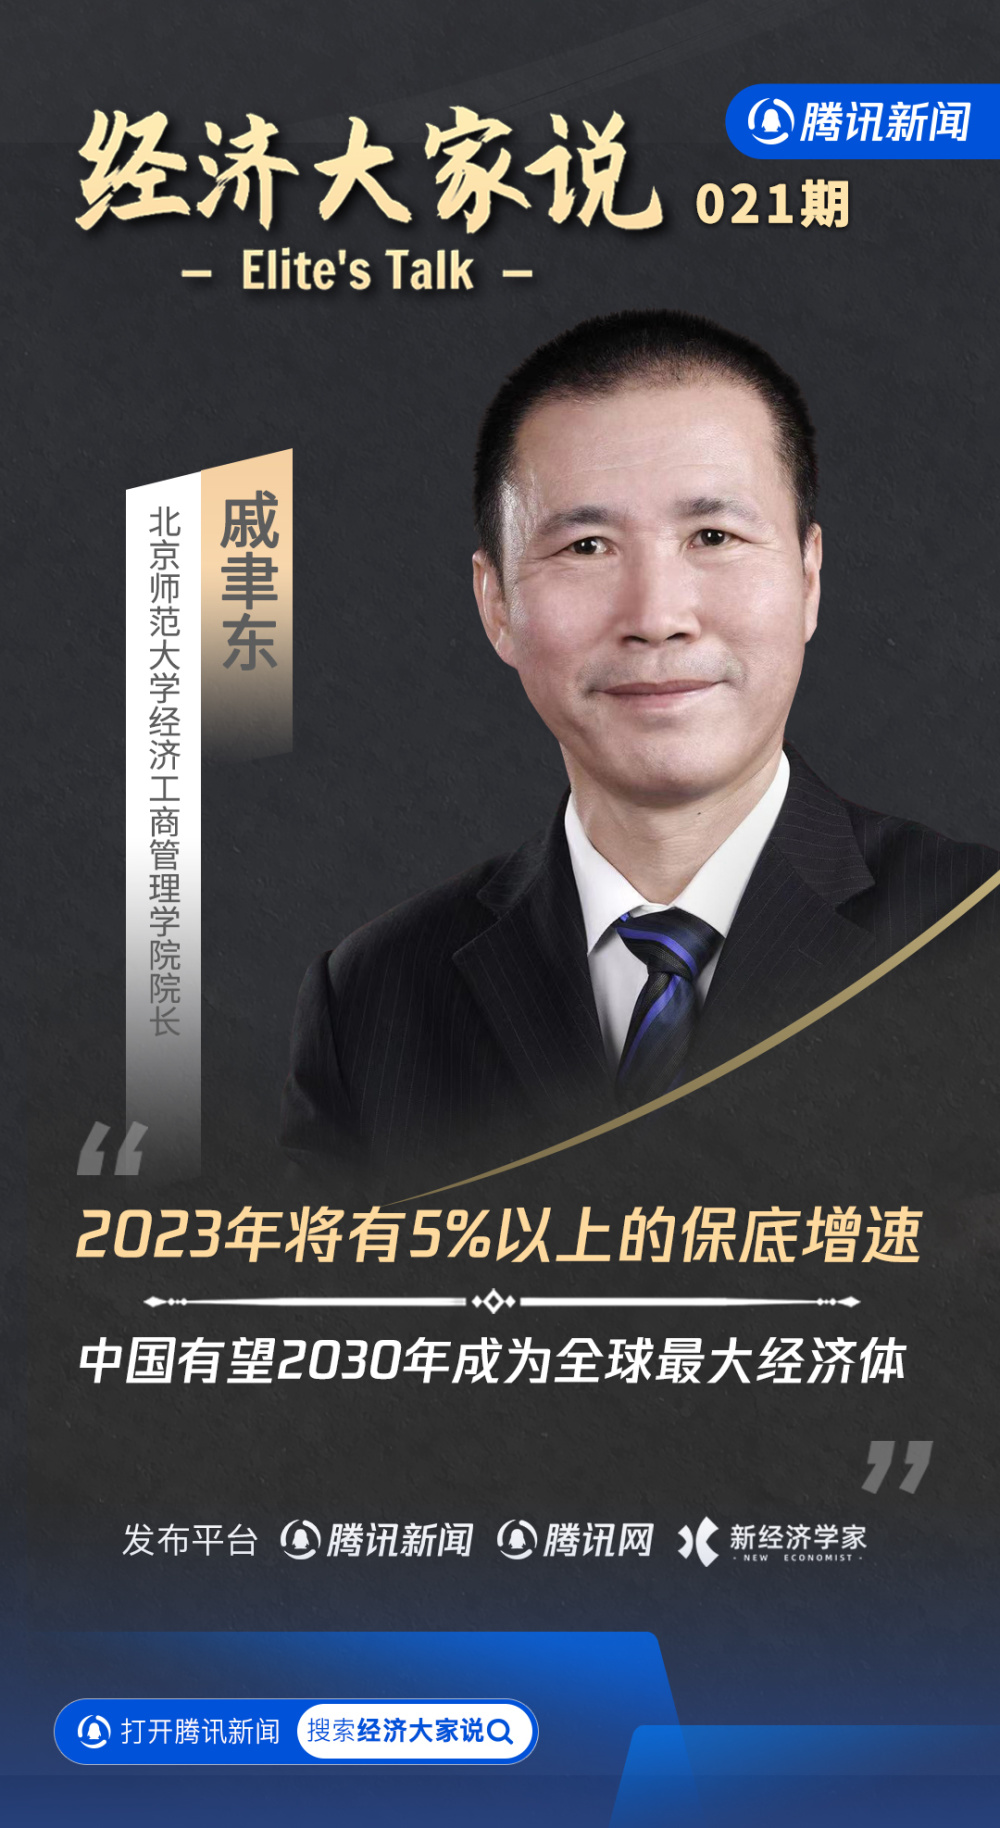 腾讯新闻
经济大家说
021期
– Elite's Talk –
戚聿东
北京师范大学经济工商管理学院院长
“
2023年将有5%以上的保底增速
中国有望2030年成为全球最大经济体
”
发布平台 腾讯新闻 腾讯网 新经济学家
- NEW ECONOMIST -
打开腾讯新闻 搜索经济大家说